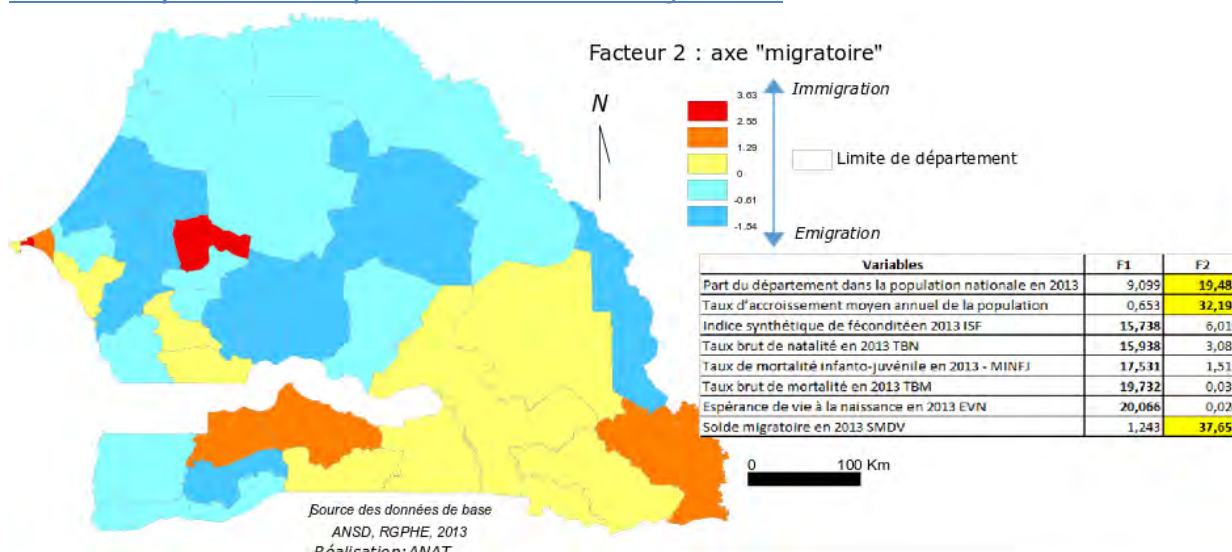 Facteur 2 : axe "migratoire"
N
3.63
2.55
1.29
0
-0.61
-1.54
Immigration
Emigration
Limite de département
Variables F1 F2
Part du département dans la population nationale en 2013 9,099 19,48
Taux d'accroissement moyen annuel de la population 0,653 32,19
Indice synthétique de féconditéen 2013 ISF 15,738 6,01
Taux brut de natalité en 2013 TBN 15,938 3,08
Taux de mortalité infanto-juvénile en 2013 - MINFJ 17,531 1,51
Taux brut de mortalité en 2013 TBM 19,732 0,03
Espérance de vie à la naissance en 2013 EVN 20,066 0,02
Solde migratoire en 2013 SMDV 1,243 37,65
0 100 Km
Source des données de base
ANSD, RGPHE, 2013
Réalisation: ANAT